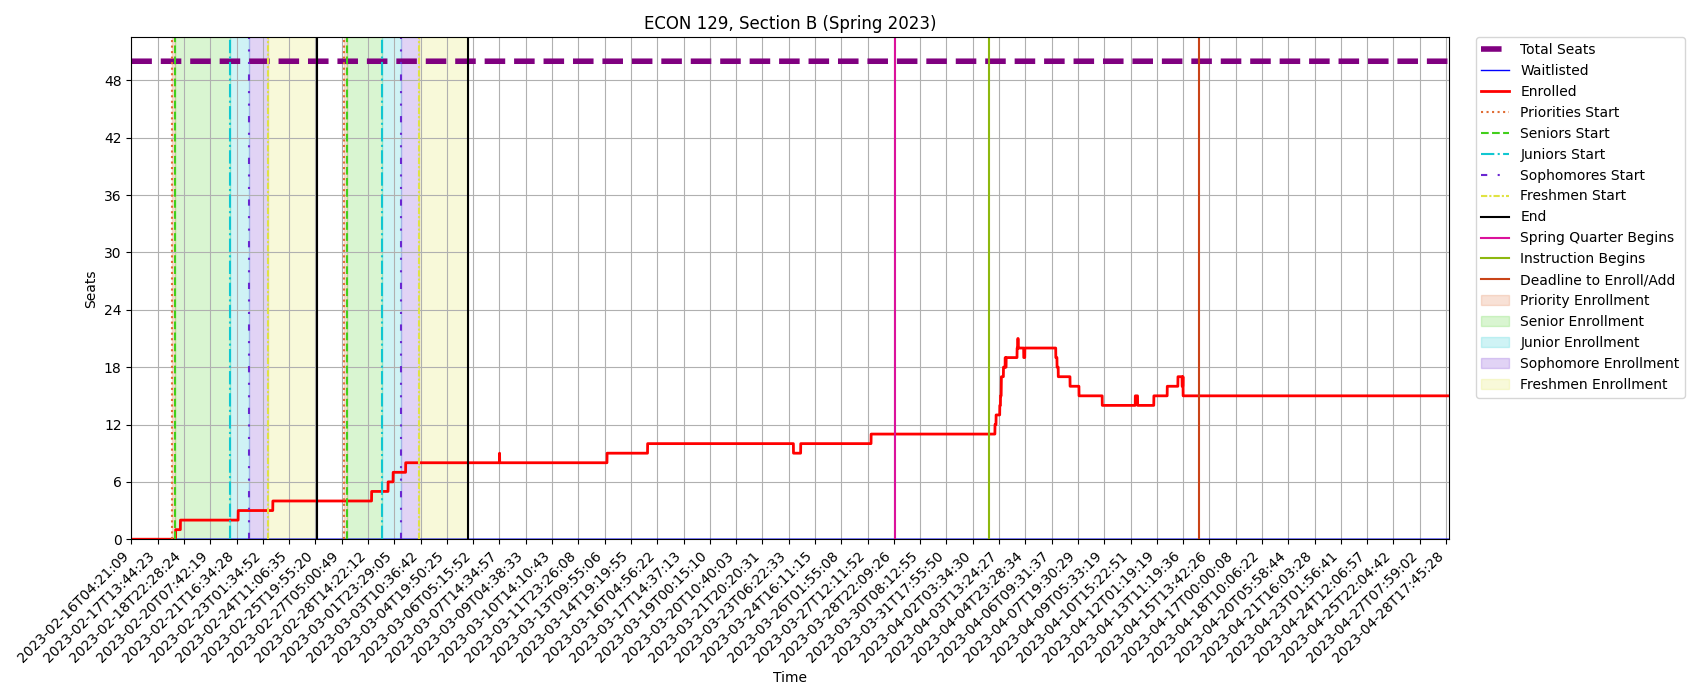 ECON 129, Section B (Spring 2023)
Seats
48
42
36
30
24
18
12
6
0
2023-02-16T04:21:09
2023-02-17T13:44:23
2023-02-18T22:28:24
2023-02-20T07:42:19
2023-02-21T16:34:28
2023-02-23T01:34:52
2023-02-24T11:06:35
2023-02-25T19:55:20
2023-02-27T05:00:49
2023-02-28T14:22:12
2023-03-01T23:29:05
2023-03-03T10:36:42
2023-03-04T19:50:25
2023-03-06T05:15:52
2023-03-07T14:34:57
2023-03-09T04:38:33
2023-03-10T14:10:43
2023-03-11T23:26:08
2023-03-13T09:55:06
2023-03-14T19:19:55
2023-03-16T04:56:22
2023-03-17T14:37:13
2023-03-19T00:15:10
2023-03-20T10:40:03
2023-03-21T20:20:31
2023-03-23T06:22:33
2023-03-24T16:11:15
2023-03-26T01:55:08
2023-03-27T12:11:52
2023-03-28T22:09:26
2023-03-30T08:12:55
2023-03-31T17:55:50
2023-04-02T03:34:30
2023-04-03T13:24:27
2023-04-04T23:28:34
2023-04-06T09:31:37
2023-04-07T19:30:29
2023-04-09T05:33:19
2023-04-10T15:22:51
2023-04-12T01:19:19
2023-04-13T11:19:36
2023-04-15T13:42:26
2023-04-17T00:00:08
2023-04-18T10:06:22
2023-04-20T05:58:44
2023-04-21T16:03:28
2023-04-23T01:56:41
2023-04-24T12:06:57
2023-04-25T22:04:42
2023-04-27T07:59:02
2023-04-28T17:45:28
Time
Total Seats
Waitlisted
Enrolled
Priorities Start
Seniors Start
Juniors Start
Sophomores Start
Freshmen Start
End
Spring Quarter Begins
Instruction Begins
Deadline to Enroll/Add
Priority Enrollment
Senior Enrollment
Junior Enrollment
Sophomore Enrollment
Freshmen Enrollment